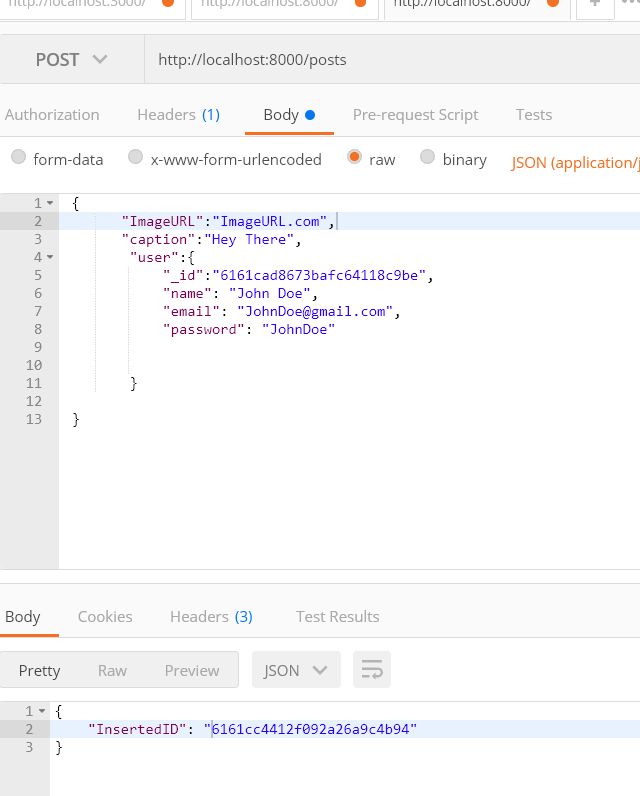 http://localhost:3000/ http://localhost:8000/ http://localhost:8000/ +
POST http://localhost:8000/posts
Authorization Headers (1) Body Pre-request Script Tests
form-data x-www-form-urlencoded raw binary JSON (application/j
1 {
2 "ImageURL":"ImageURL.com",
3 "caption":"Hey There",
4 "user":{
5 "_id":"6161cad8673bafc64118c9be",
6 "name": "John Doe",
7 "email": "JohnDoe@gmail.com",
8 "password": "JohnDoe"
9
10
11 }
12
13 }
Body Cookies Headers (3) Test Results
Pretty Raw Preview JSON
1 {
2 "InsertedID": "6161cc4412f092a26a9c4b94"
3 }